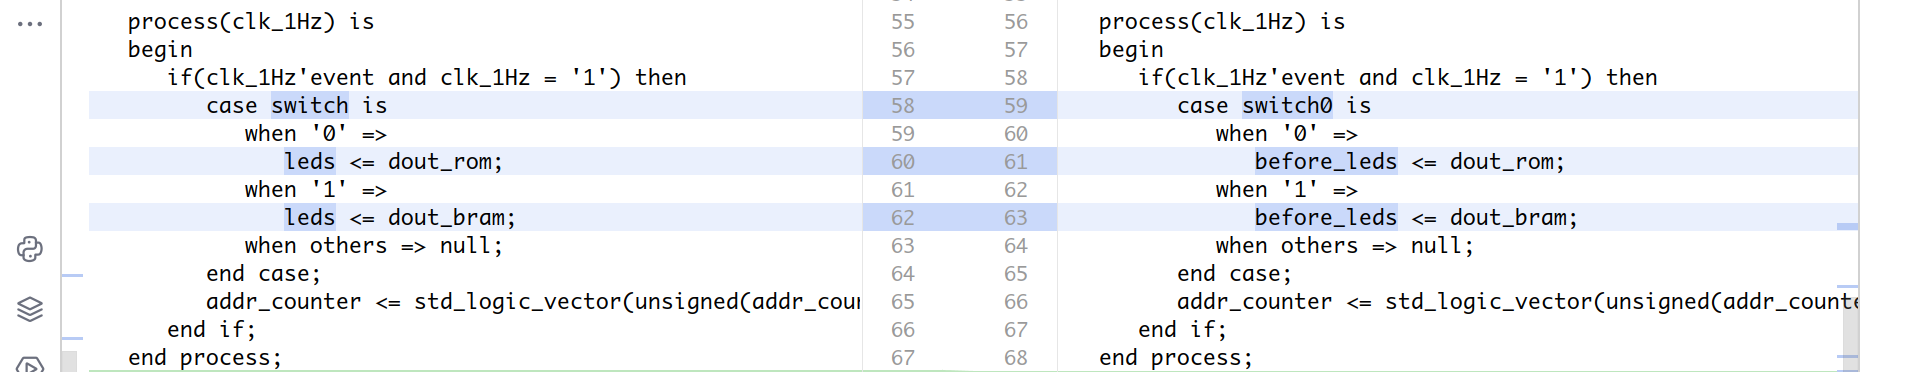 process(clk_1Hz) is
begin
if(clk_1Hz'event and clk_1Hz = '1') then
case switch is
when '0' =>
leds <= dout_rom;
when '1' =>
leds <= dout_bram;
when others => null;
end case;
addr_counter <= std_logic_vector(unsigned(addr_cou
end if;
end process;
55 56
56 57
57 58
58 59
59 60
60 61
61 62
62 63
63 64
64 65
65 66
66 67
67 68
process(clk_1Hz) is
begin
if(clk_1Hz'event and clk_1Hz = '1') then
case switch0 is
when '0' =>
before_leds <= dout_rom;
when '1' =>
before_leds <= dout_bram;
when others => null;
end case;
addr_counter <= std_logic_vector(unsigned(addr_count
end if;
end process;